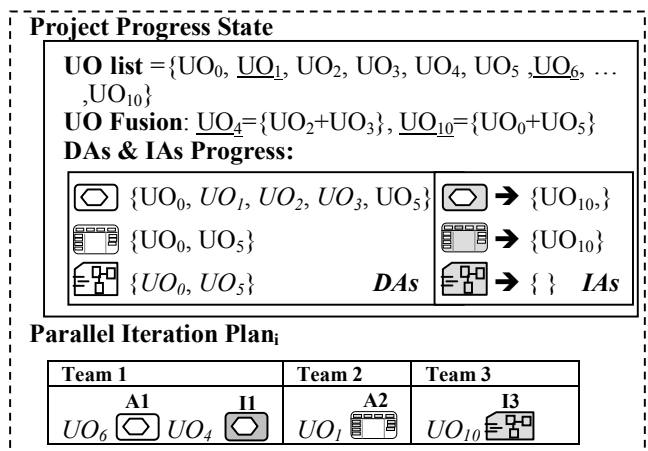 Project Progress State
UO list ={UO0, UO1, UO2, UO3, UO4, UO5 ,UO6, …
,UO10}
UO Fusion: UO4={UO2+UO3}, UO10={UO0+UO5}
DAs & IAs Progress:
{UO0, UO1, UO2, UO3, UO5} ➔ {UO10,}
{UO0, UO5} ➔ {UO10}
{UO0, UO5} DAs ➔ { } IAs
Parallel Iteration Plani
Team 1 Team 2 Team 3
A1 I1 A2 I3
UO6 UO4 UO1 UO10